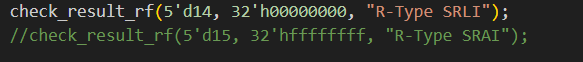 check_result_rf(5'd14, 32'h00000000, "R-Type SRLI");
//check_result_rf(5'd15, 32'hffffffff, "R-Type SRAI");